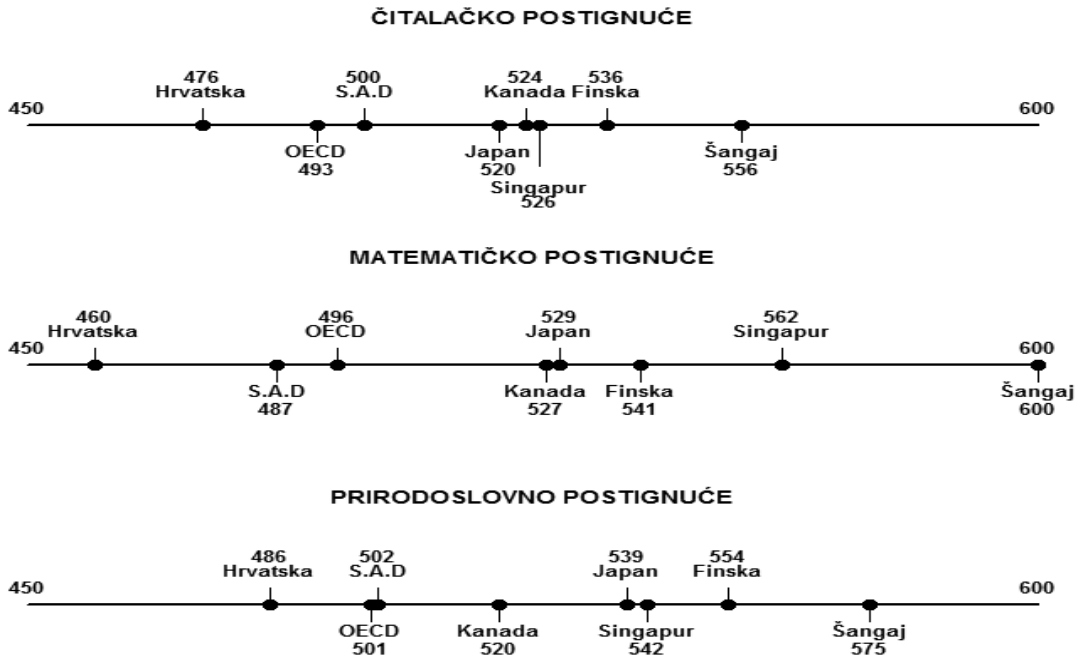 ČITALAČKO POSTIGNUĆE
476 500 524 536
Hrvatska S.A.D Kanada Finska
450 600
OECD Japan Šangaj
493 520 556
Singapur
526
MATEMATIČKO POSTIGNUĆE
460 496 529 562
Hrvatska OECD Japan Singapur
450 600
S.A.D Kanada Finska Šangaj
487 527 541 600
PRIRODOSLOVNO POSTIGNUĆE
486 502 539 554
Hrvatska S.A.D Japan Finska
450 600
OECD Kanada Singapur Šangaj
501 520 542 575